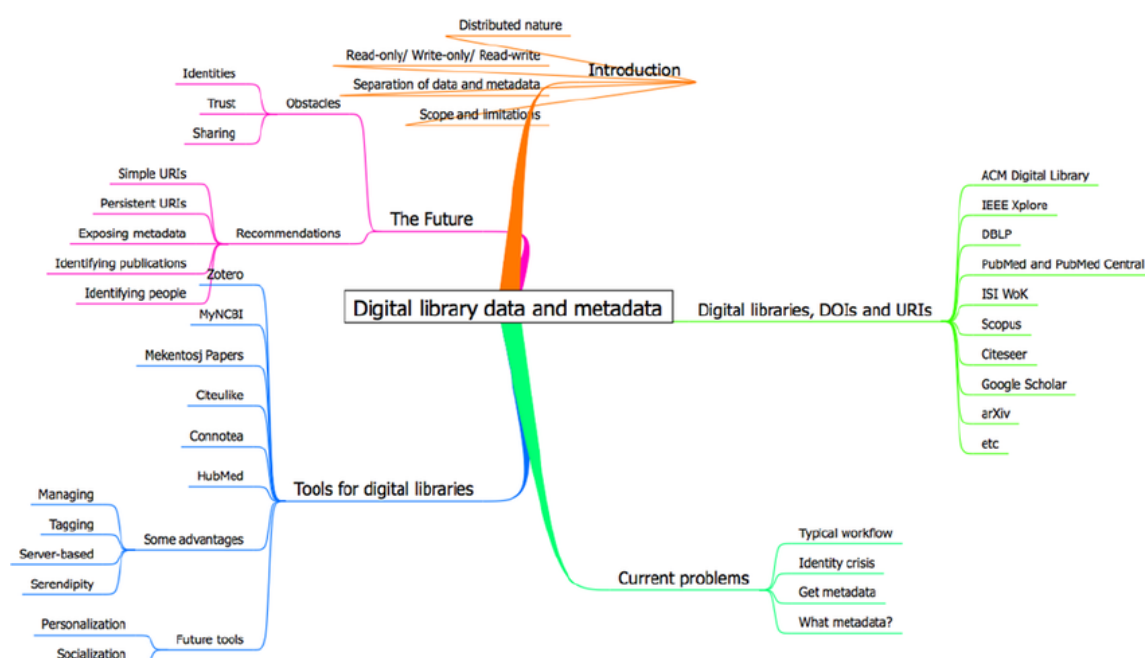 Distributed nature
Read-only/ Write-only/ Read-write
Introduction
Separation of data and metadata
Scope and limitations
Identities
Trust
Sharing
Obstacles
Simple URIs
Persistent URIs
Exposing metadata
Identifying publications
Identifying people
Recommendations
The Future
Digital library data and metadata
Digital libraries, DOIs and URIs
ACM Digital Library
IEEE Xplore
DBLP
PubMed and PubMed Central
ISI WoK
Scopus
Citeseer
Google Scholar
arXiv
etc
Zotero
MyNCBI
Mekentosj Papers
Citeulike
Connotea
HubMed
Tools for digital libraries
Managing
Tagging
Server-based
Serendipity
Some advantages
Personalization
Socialization
Future tools
Current problems
Typical workflow
Identity crisis
Get metadata
What metadata?